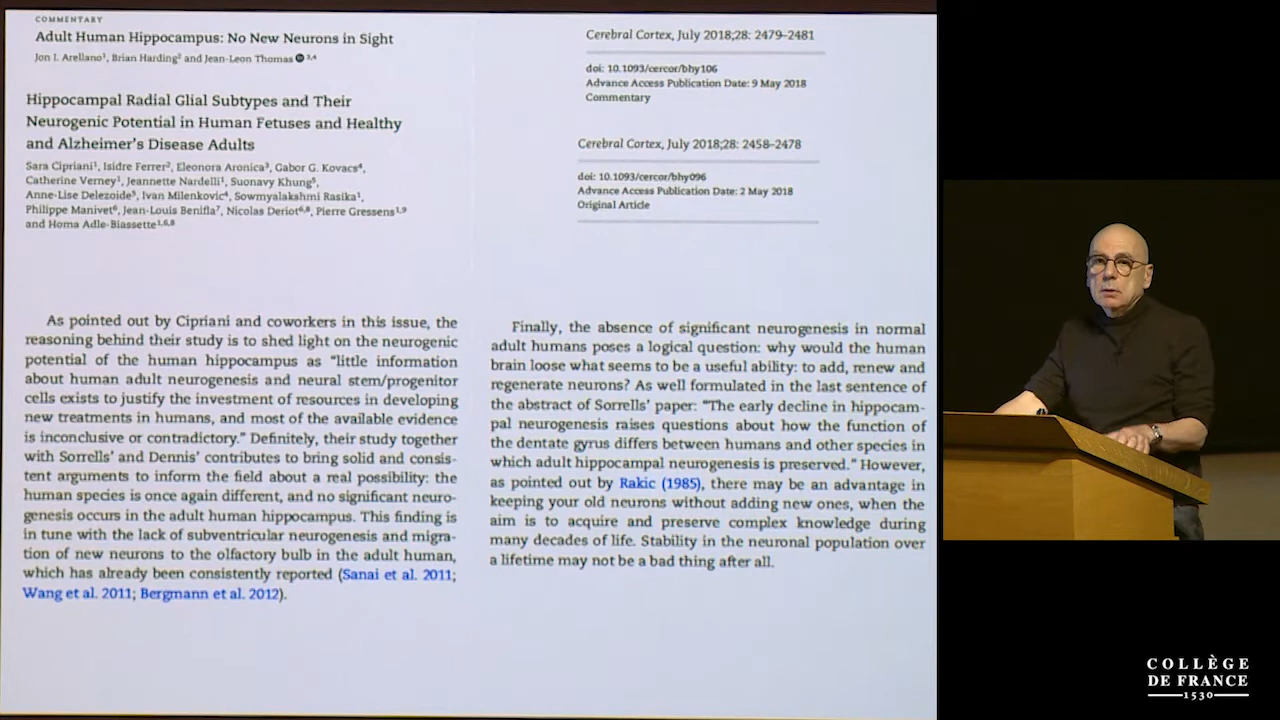 COMMENTARY
Adult Human Hippocampus: No New Neurons in Sight
Jon I. Arellano¹, Brian Harding² and Jean-Leon Thomas 3,4
Hippocampal Radial Glial Subtypes and Their
Neurogenic Potential in Human Fetuses and Healthy
and Alzheimer's Disease Adults
Sara Cipriani¹, Isidre Ferrer², Eleonora Aronica³, Gabor G. Kovacs⁴,
Catherine Verney¹, Jeannette Nardelli¹, Suonavy Khung⁵,
Anne-Lise Delezoide⁵, Ivan Milenkovic⁴, Sowmyalakshmi Rasika¹,
Philippe Manivet⁶, Jean-Louis Benifla⁷, Nicolas Deriot⁶,⁸, Pierre Gressens¹,⁹
and Homa Adle-Biassette¹,⁶,⁸
Cerebral Cortex, July 2018;28: 2479–2481
doi: 10.1093/cercor/bhy106
Advance Access Publication Date: 9 May 2018
Commentary
Cerebral Cortex, July 2018;28: 2458–2478
doi: 10.1093/cercor/bhy096
Advance Access Publication Date: 2 May 2018
Original Article
As pointed out by Cipriani and coworkers in this issue, the
reasoning behind their study is to shed light on the neurogenic
potential of the human hippocampus as "little information
about human adult neurogenesis and neural stem/progenitor
cells exists to justify the investment of resources in developing
new treatments in humans, and most of the available evidence
is inconclusive or contradictory." Definitely, their study together
with Sorrells' and Dennis' contributes to bring solid and consis-
tent arguments to inform the field about a real possibility: the
human species is once again different, and no significant neuro-
genesis occurs in the adult human hippocampus. This finding is
in tune with the lack of subventricular neurogenesis and migra-
tion of new neurons to the olfactory bulb in the adult human,
which has already been consistently reported (Sanai et al. 2011;
Wang et al. 2011; Bergmann et al. 2012).
Finally, the absence of significant neurogenesis in normal
adult humans poses a logical question: why would the human
brain loose what seems to be a useful ability: to add, renew and
regenerate neurons? As well formulated in the last sentence of
the abstract of Sorrells' paper: "The early decline in hippocam-
pal neurogenesis raises questions about how the function of
the dentate gyrus differs between humans and other species in
which adult hippocampal neurogenesis is preserved." However,
as pointed out by Rakic (1985), there may be an advantage in
keeping your old neurons without adding new ones, when the
aim is to acquire and preserve complex knowledge during
many decades of life. Stability in the neuronal population over
a lifetime may not be a bad thing after all.
COLLÈGE
DE FRANCE
1530